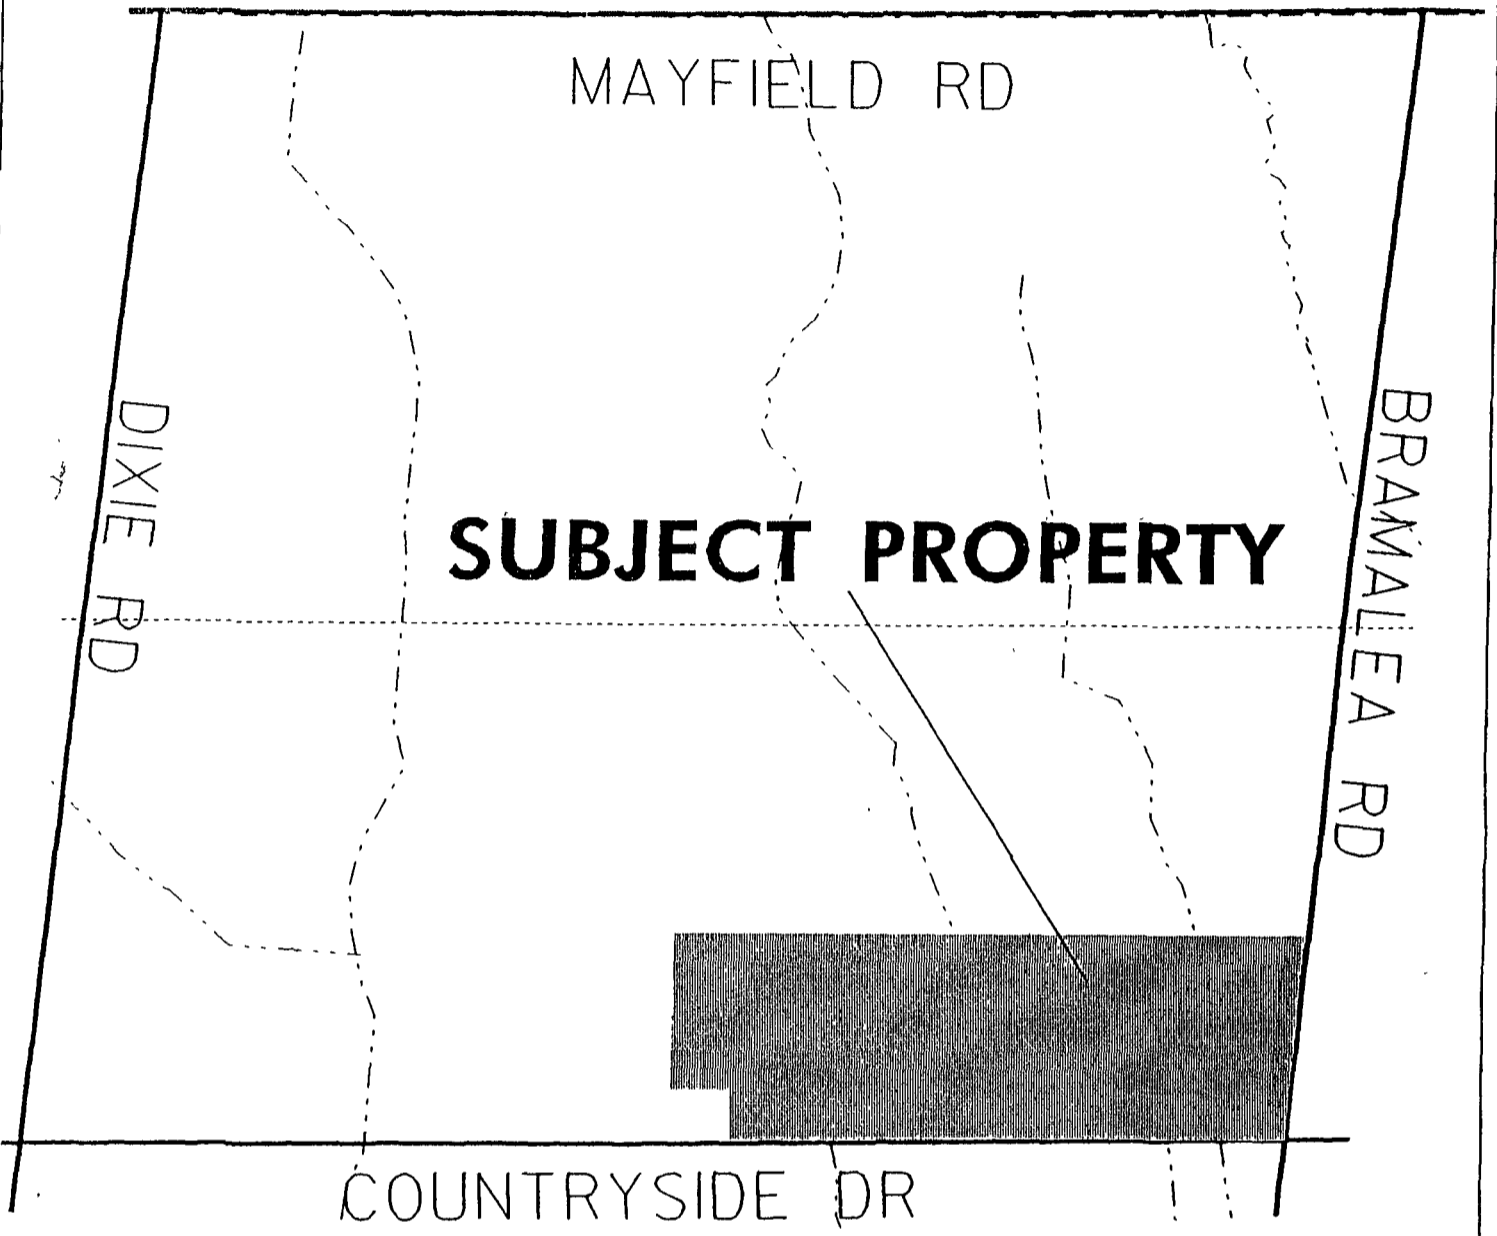 MAYFIELD RD
DIXIE RD
BRAMALEA RD
SUBJECT PROPERTY
COUNTRYSIDE DR